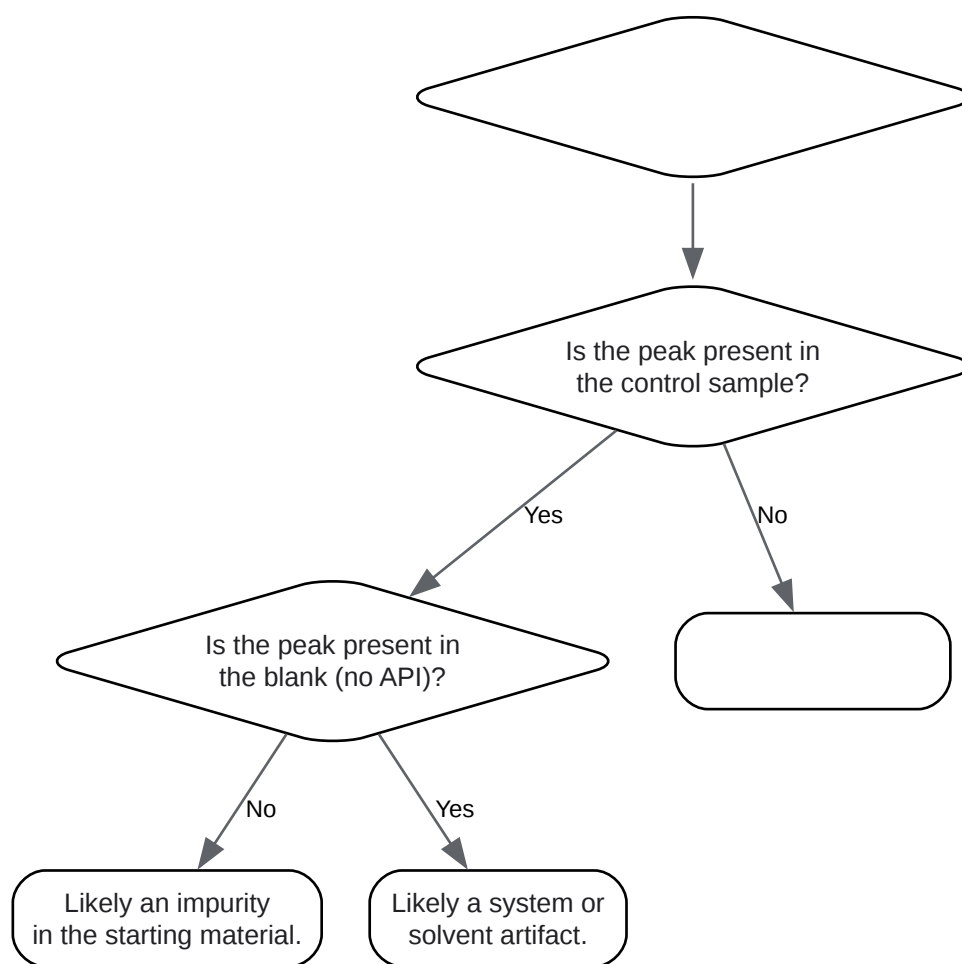 Is the peak present in
the control sample?
Yes
No
Is the peak present in
the blank (no API)?
No
Yes
Likely an impurity
in the starting material.
Likely a system or
solvent artifact.